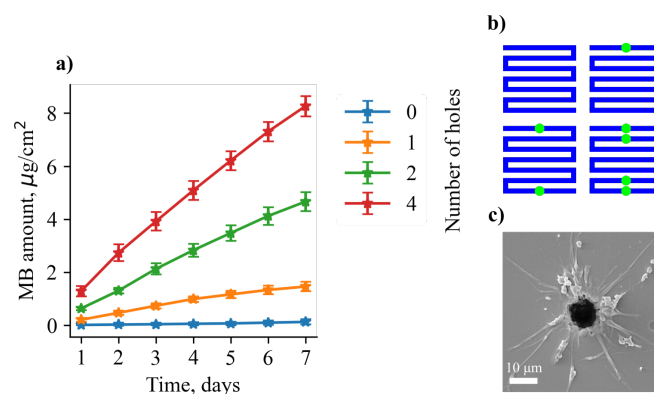 a)
MB amount, μg/cm²
8
6
4
2
0
1 2 3 4 5 6 7
Time, days
0
1
2
4
Number of holes
b)
c)
10 μm